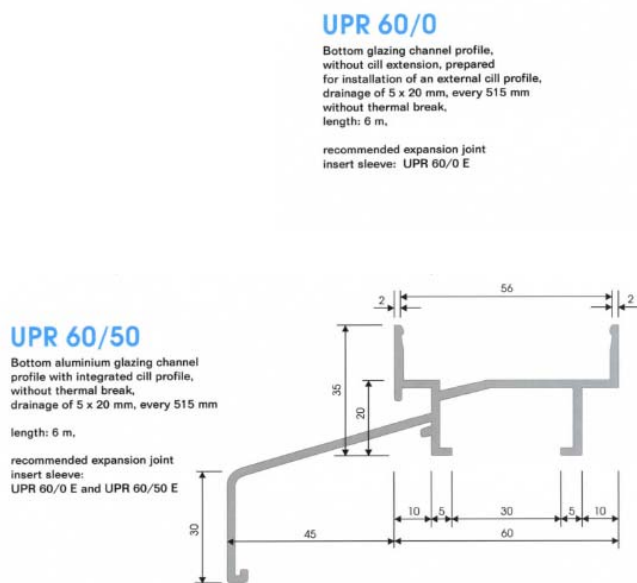 UPR 60/0
Bottom glazing channel profile,
without cill extension, prepared
for installation of an external cill profile,
drainage of 5 x 20 mm, every 515 mm
without thermal break,
length: 6 m,
recommended expansion joint
insert sleeve: UPR 60/0 E
UPR 60/50
Bottom aluminium glazing channel
profile with integrated cill profile,
without thermal break,
drainage of 5 x 20 mm, every 515 mm
length: 6 m,
recommended expansion joint
insert sleeve:
UPR 60/0 E and UPR 60/50 E
56
2
2
35
20
10 5 30 5 10
30
45
60